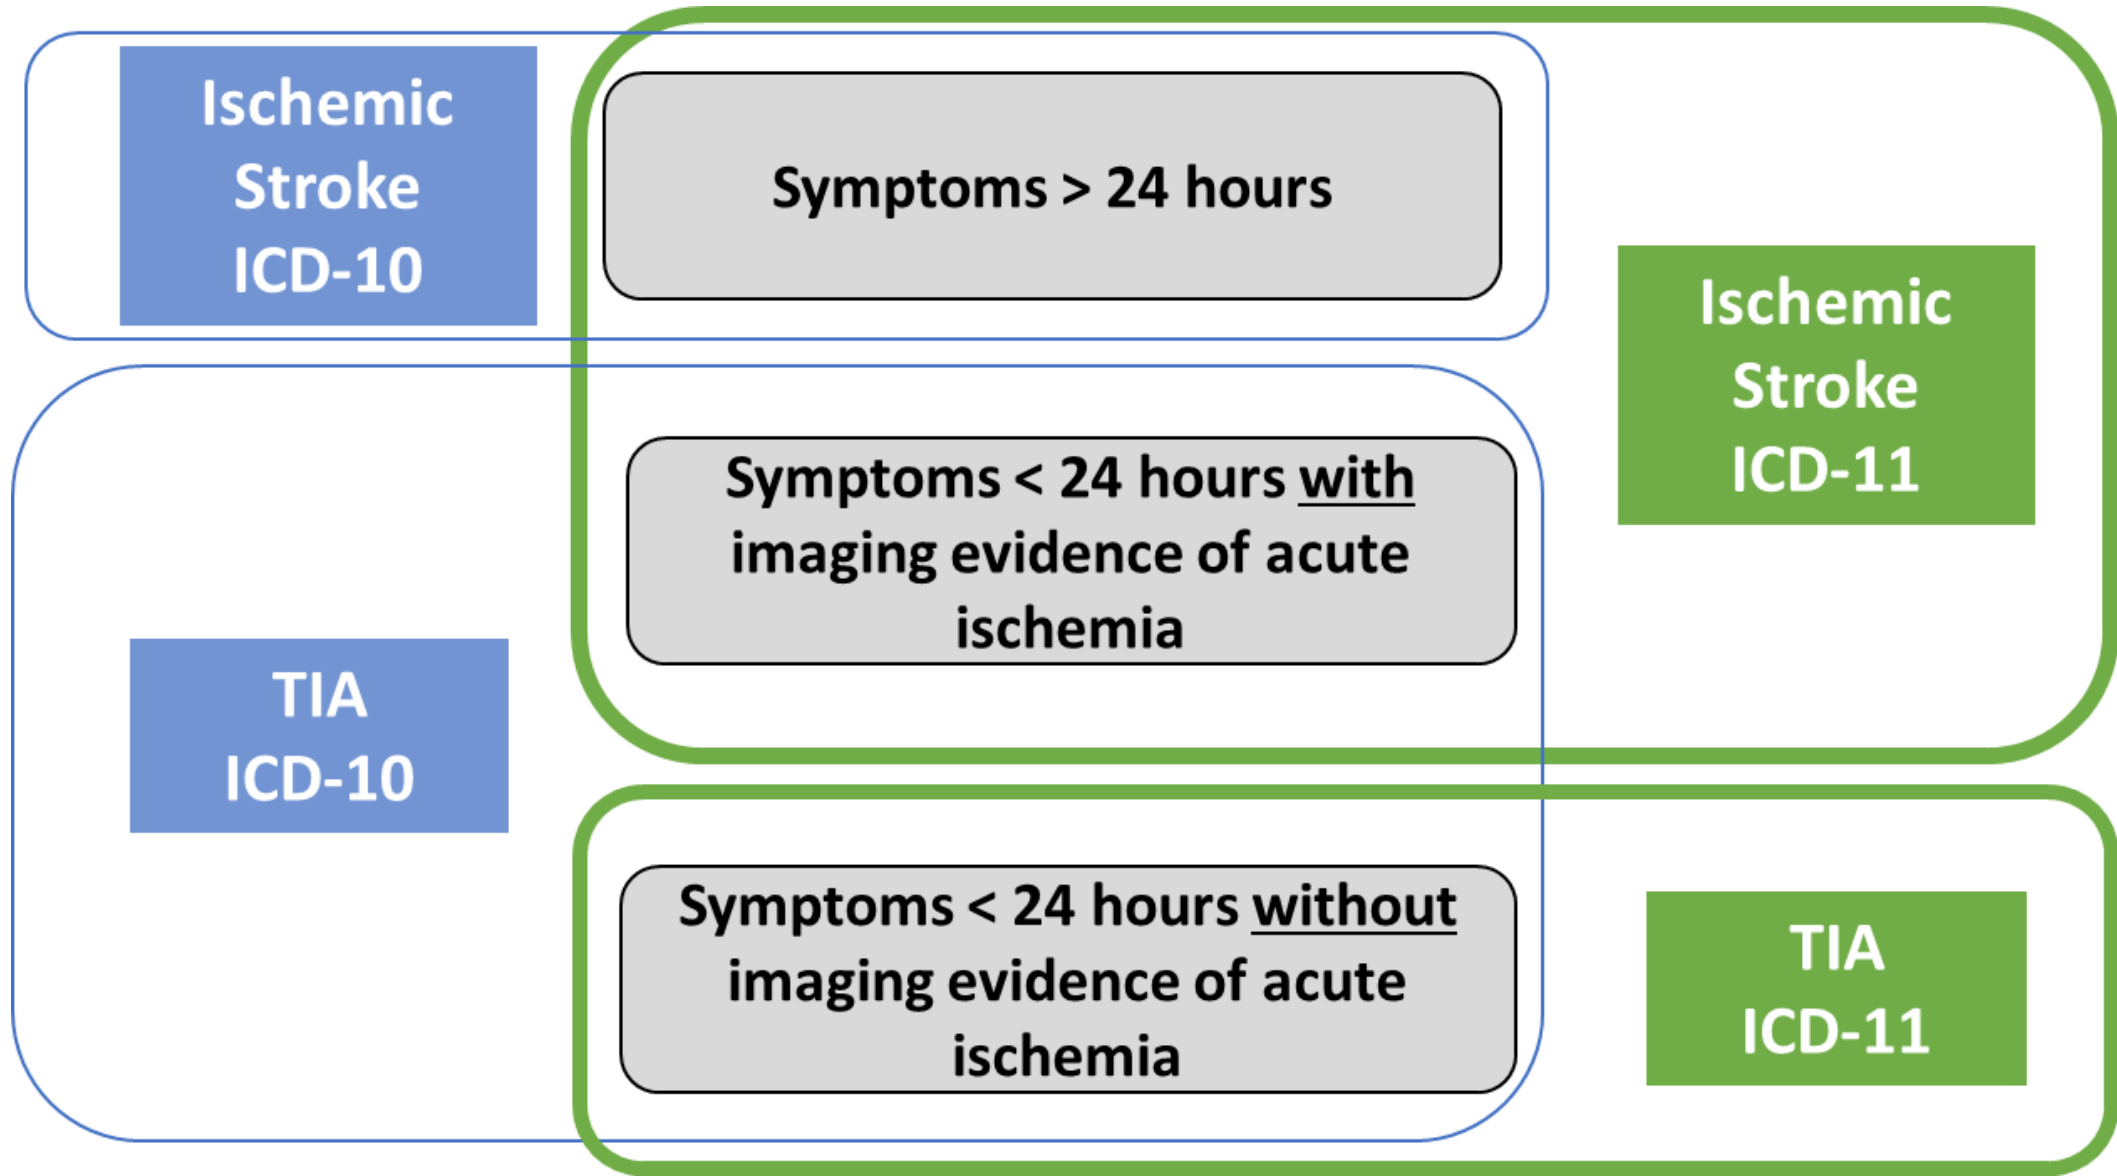 Ischemic
Stroke
ICD-10
Symptoms > 24 hours
Ischemic
Stroke
ICD-11
Symptoms < 24 hours with
imaging evidence of acute
ischemia
TIA
ICD-10
Symptoms < 24 hours without
imaging evidence of acute
ischemia
TIA
ICD-11